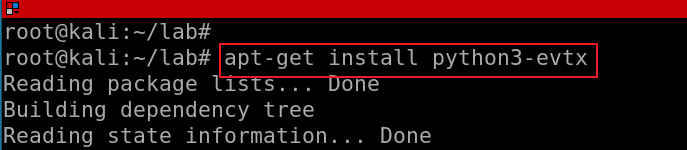 root@kali:~/lab#
root@kali:~/lab# apt-get install python3-evtx
Reading package lists... Done
Building dependency tree
Reading state information... Done